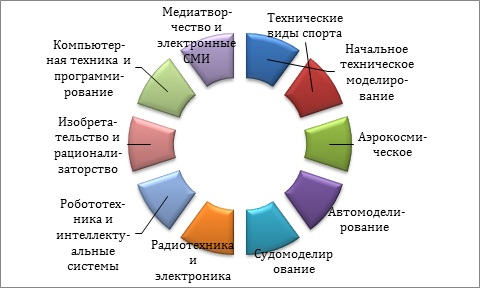 Медиатвор-
чество и
электронные
СМИ
Технические
виды спорта
Начальное
техническое
моделиро-
вание
Аэрокосми-
ческое
Автомодели-
рование
Судомоделир
ование
Радиотехника
и
электроника
Робототех-
ника и
интеллекту-
альные
системы
Изобрета-
тельство и
рационали-
заторство
Компьютер-
ная техника и
программи-
рование